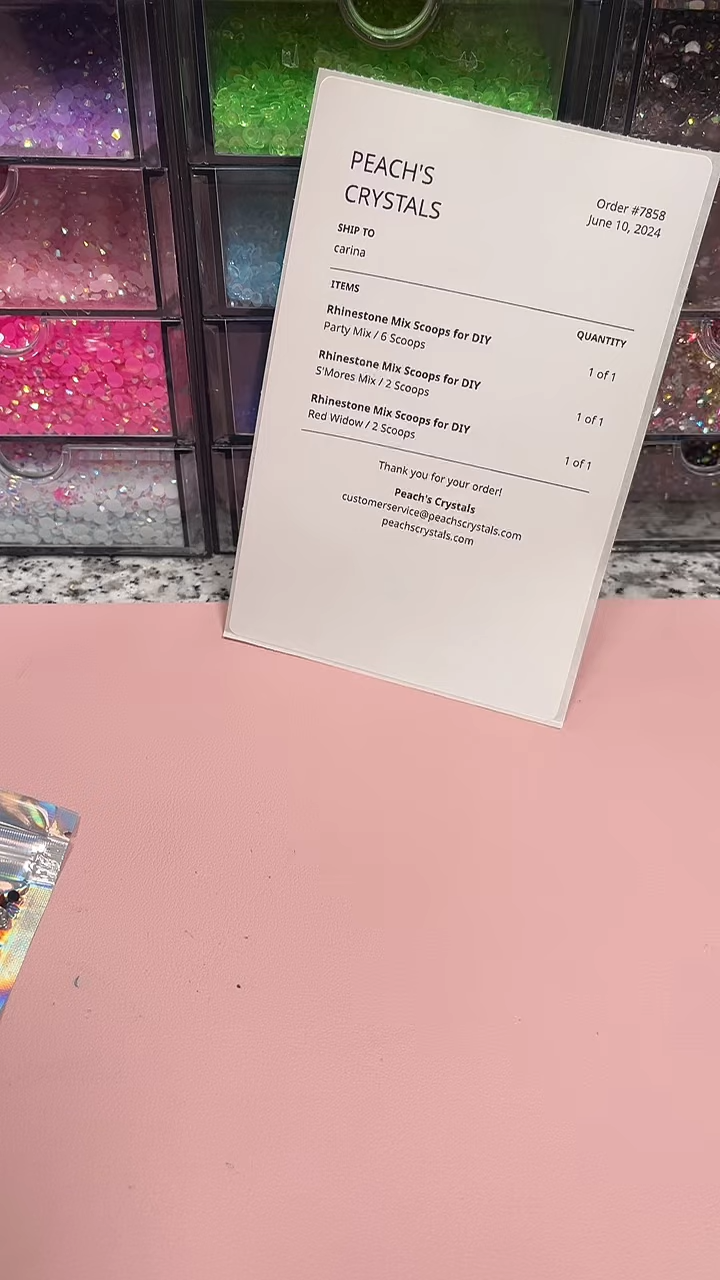 PEACH'S
CRYSTALS
Order #7858
June 10, 2024
SHIP TO
carina
ITEMS
QUANTITY
Rhinestone Mix Scoops for DIY
Party Mix / 6 Scoops
1 of 1
Rhinestone Mix Scoops for DIY
S'Mores Mix / 2 Scoops
1 of 1
Rhinestone Mix Scoops for DIY
Red Widow / 2 Scoops
1 of 1
Thank you for your order!
Peach's Crystals
customerservice@peachscrystals.com
peachscrystals.com